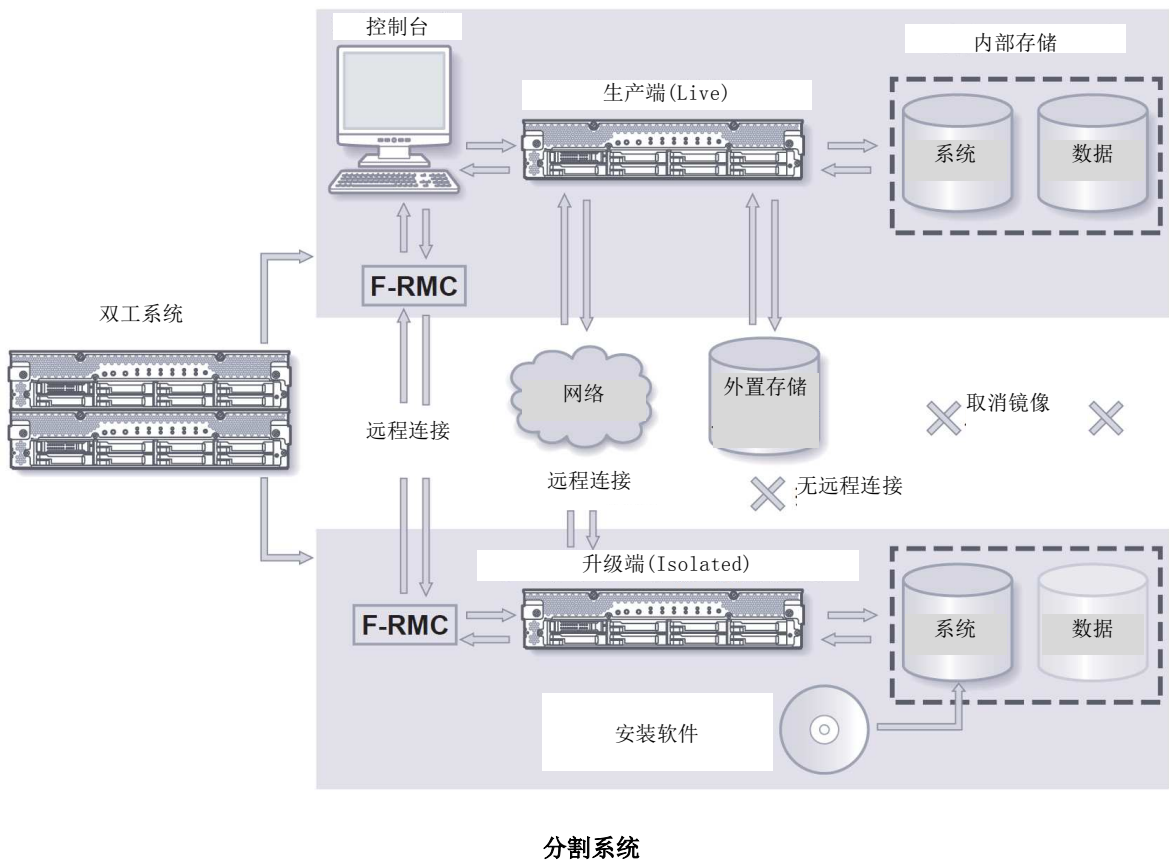 控制台
生产端(Live)
内部存储
系统
数据
F-RMC
双工系统
远程连接
网络
外置存储
取消镜像
远程连接
无远程连接
升级端(Isolated)
F-RMC
系统
数据
安装软件
分割系统